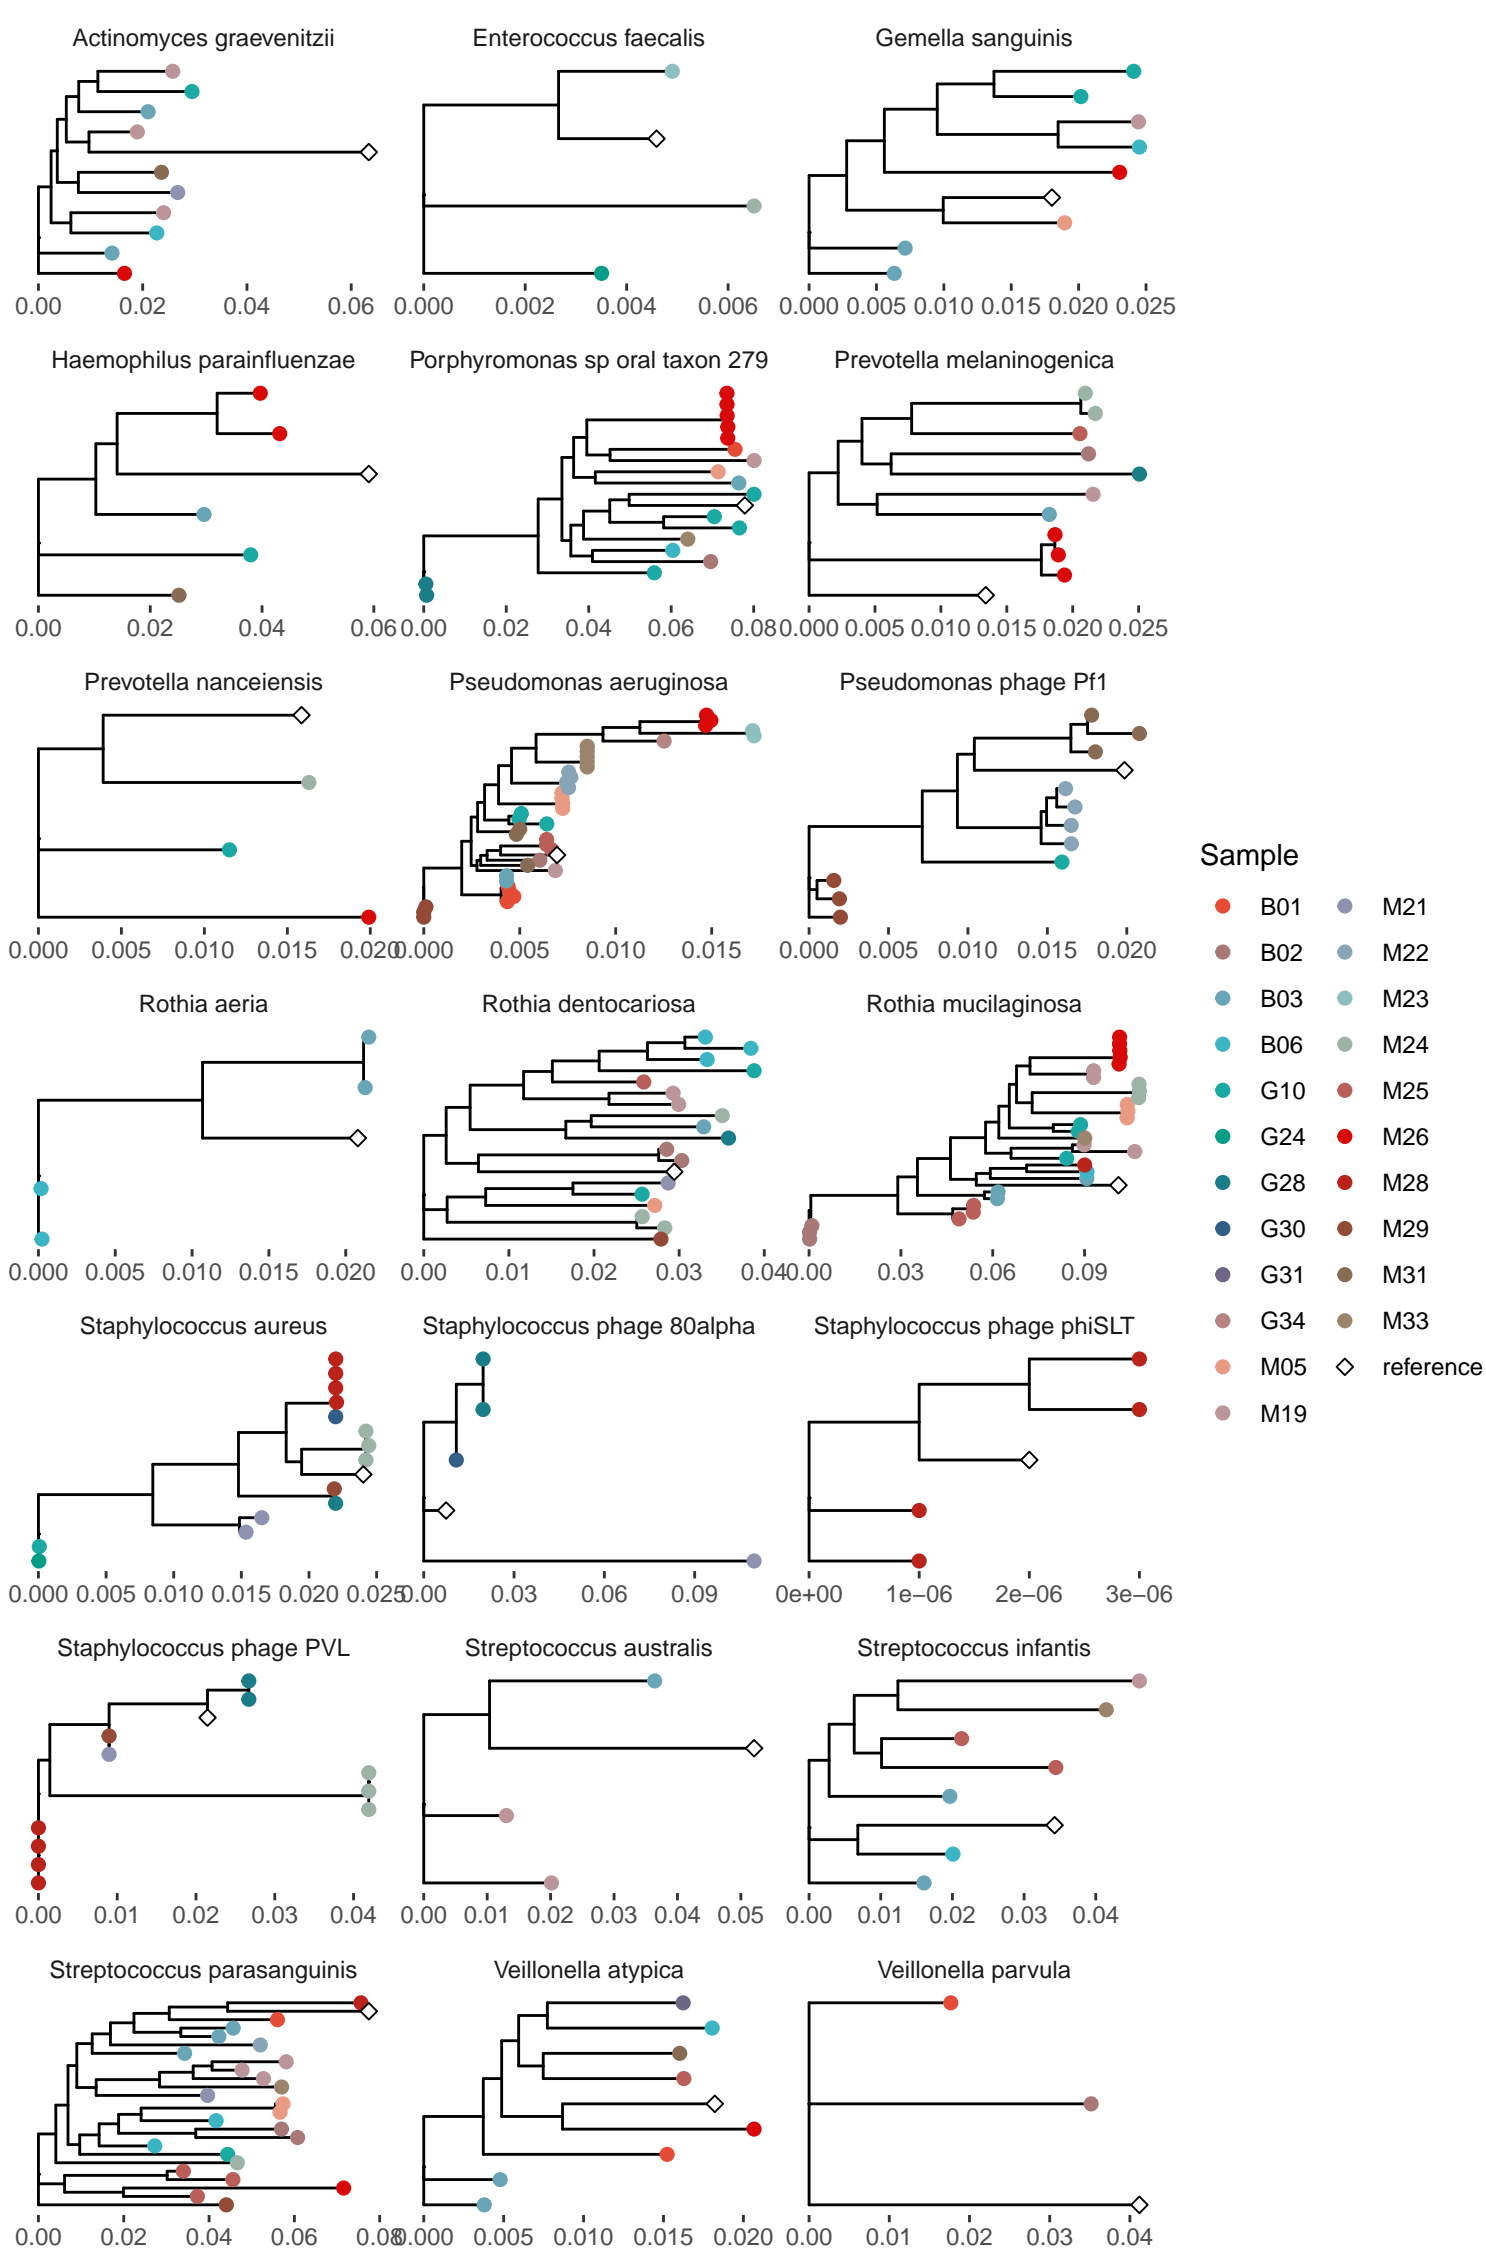 Actinomyces graevenitzii
Enterococcus faecalis
Gemella sanguinis
0.00 0.02 0.04 0.06
0.000 0.002 0.004 0.006
0.000 0.005 0.010 0.015 0.020 0.025
Haemophilus parainfluenzae
Porphyromonas sp oral taxon 279
Prevotella melaninogenica
0.00 0.02 0.04 0.06
0.00 0.02 0.04 0.06 0.08
0.000 0.005 0.010 0.015 0.020 0.025
Prevotella nanceiensis
Pseudomonas aeruginosa
Pseudomonas phage Pf1
0.000 0.005 0.010 0.015 0.020
0.000 0.005 0.010 0.015
0.000 0.005 0.010 0.015 0.020
Rothia aeria
Rothia dentocariosa
Rothia mucilaginosa
0.000 0.005 0.010 0.015 0.020
0.00 0.01 0.02 0.03 0.04
0.00 0.03 0.06 0.09
Staphylococcus aureus
Staphylococcus phage 80alpha
Staphylococcus phage phiSLT
0.000 0.005 0.010 0.015 0.020 0.025
0.00 0.03 0.06 0.09
0e+00 1e−06 2e−06 3e−06
Staphylococcus phage PVL
Streptococcus australis
Streptococcus infantis
0.00 0.01 0.02 0.03 0.04
0.00 0.01 0.02 0.03 0.04 0.05
0.00 0.01 0.02 0.03 0.04
Streptococcus parasanguinis
Veillonella atypica
Veillonella parvula
0.00 0.02 0.04 0.06 0.08
0.000 0.005 0.010 0.015 0.020
0.00 0.01 0.02 0.03 0.04
Sample
B01
B02
B03
B06
G10
G24
G28
G30
G31
G34
M05
M19
M21
M22
M23
M24
M25
M26
M28
M29
M31
M33
reference